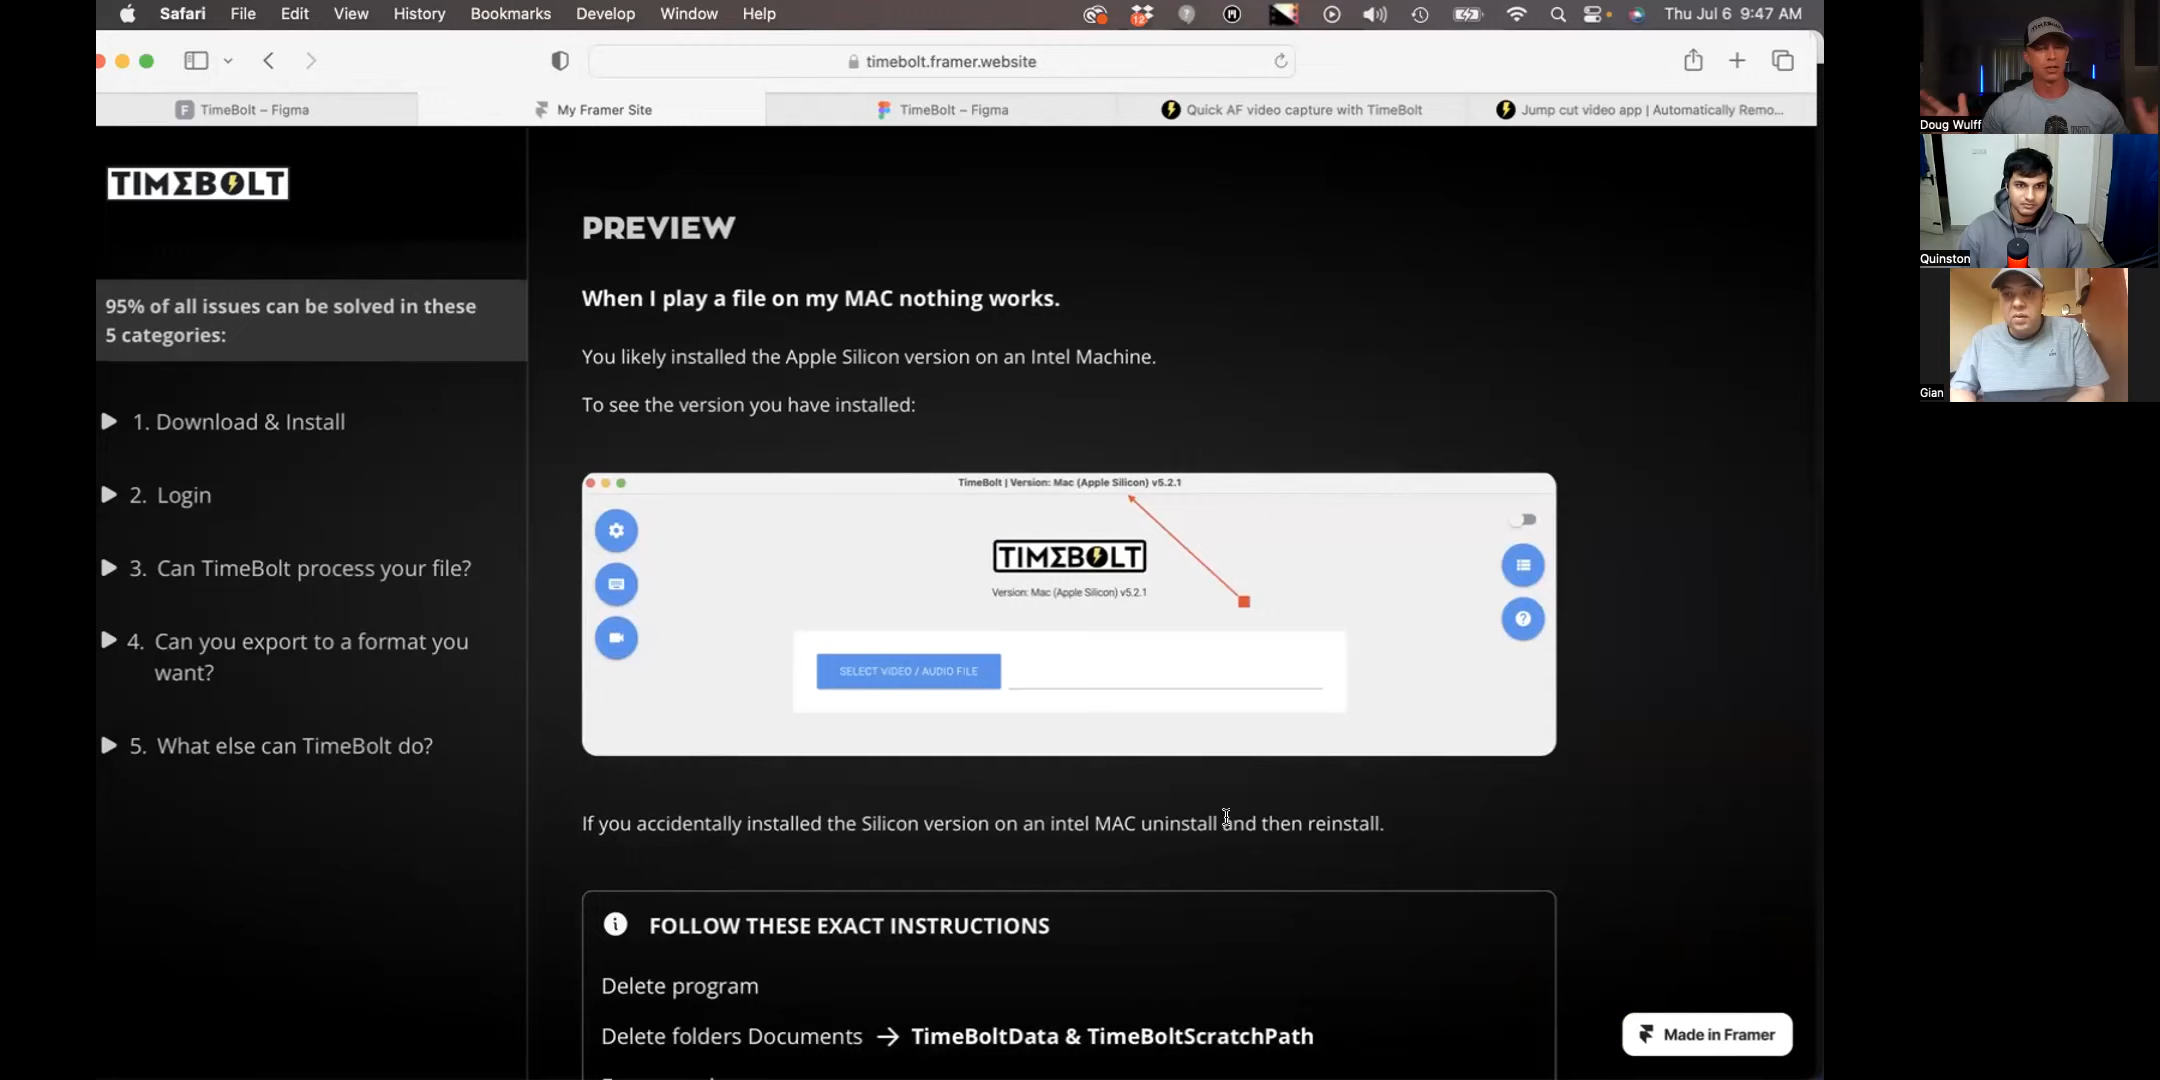 Safari File Edit View History Bookmarks Develop Window Help
12
Thu Jul 6 9:47 AM
timebolt.framer.website
TimeBolt – Figma
My Framer Site
TimeBolt – Figma
Quick AF video capture with TimeBolt
Jump cut video app | Automatically Remo...
TIMΣBOLT
95% of all issues can be solved in these
5 categories:
1. Download & Install
2. Login
3. Can TimeBolt process your file?
4. Can you export to a format you
want?
5. What else can TimeBolt do?
PREVIEW
When I play a file on my MAC nothing works.
You likely installed the Apple Silicon version on an Intel Machine.
To see the version you have installed:
TimeBolt | Version: Mac (Apple Silicon) v5.2.1
TIMΣBOLT
Version: Mac (Apple Silicon) v5.2.1
SELECT VIDEO / AUDIO FILE
If you accidentally installed the Silicon version on an intel MAC uninstall and then reinstall.
FOLLOW THESE EXACT INSTRUCTIONS
Delete program
Delete folders Documents → TimeBoltData & TimeBoltScratchPath
Made in Framer
TIMΣBOLT
Doug Wulff
Quinston
Gian